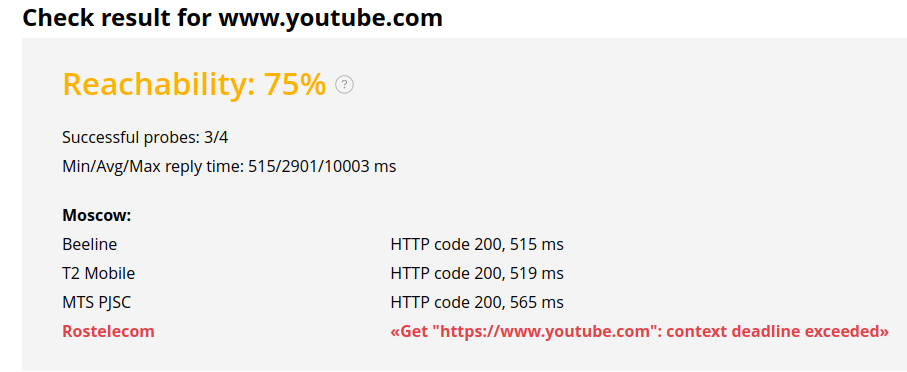 Check result for www.youtube.com
Reachability: 75% ?
Successful probes: 3/4
Min/Avg/Max reply time: 515/2901/10003 ms
Moscow:
Beeline HTTP code 200, 515 ms
T2 Mobile HTTP code 200, 519 ms
MTS PJSC HTTP code 200, 565 ms
Rostelecom «Get "https://www.youtube.com": context deadline exceeded»